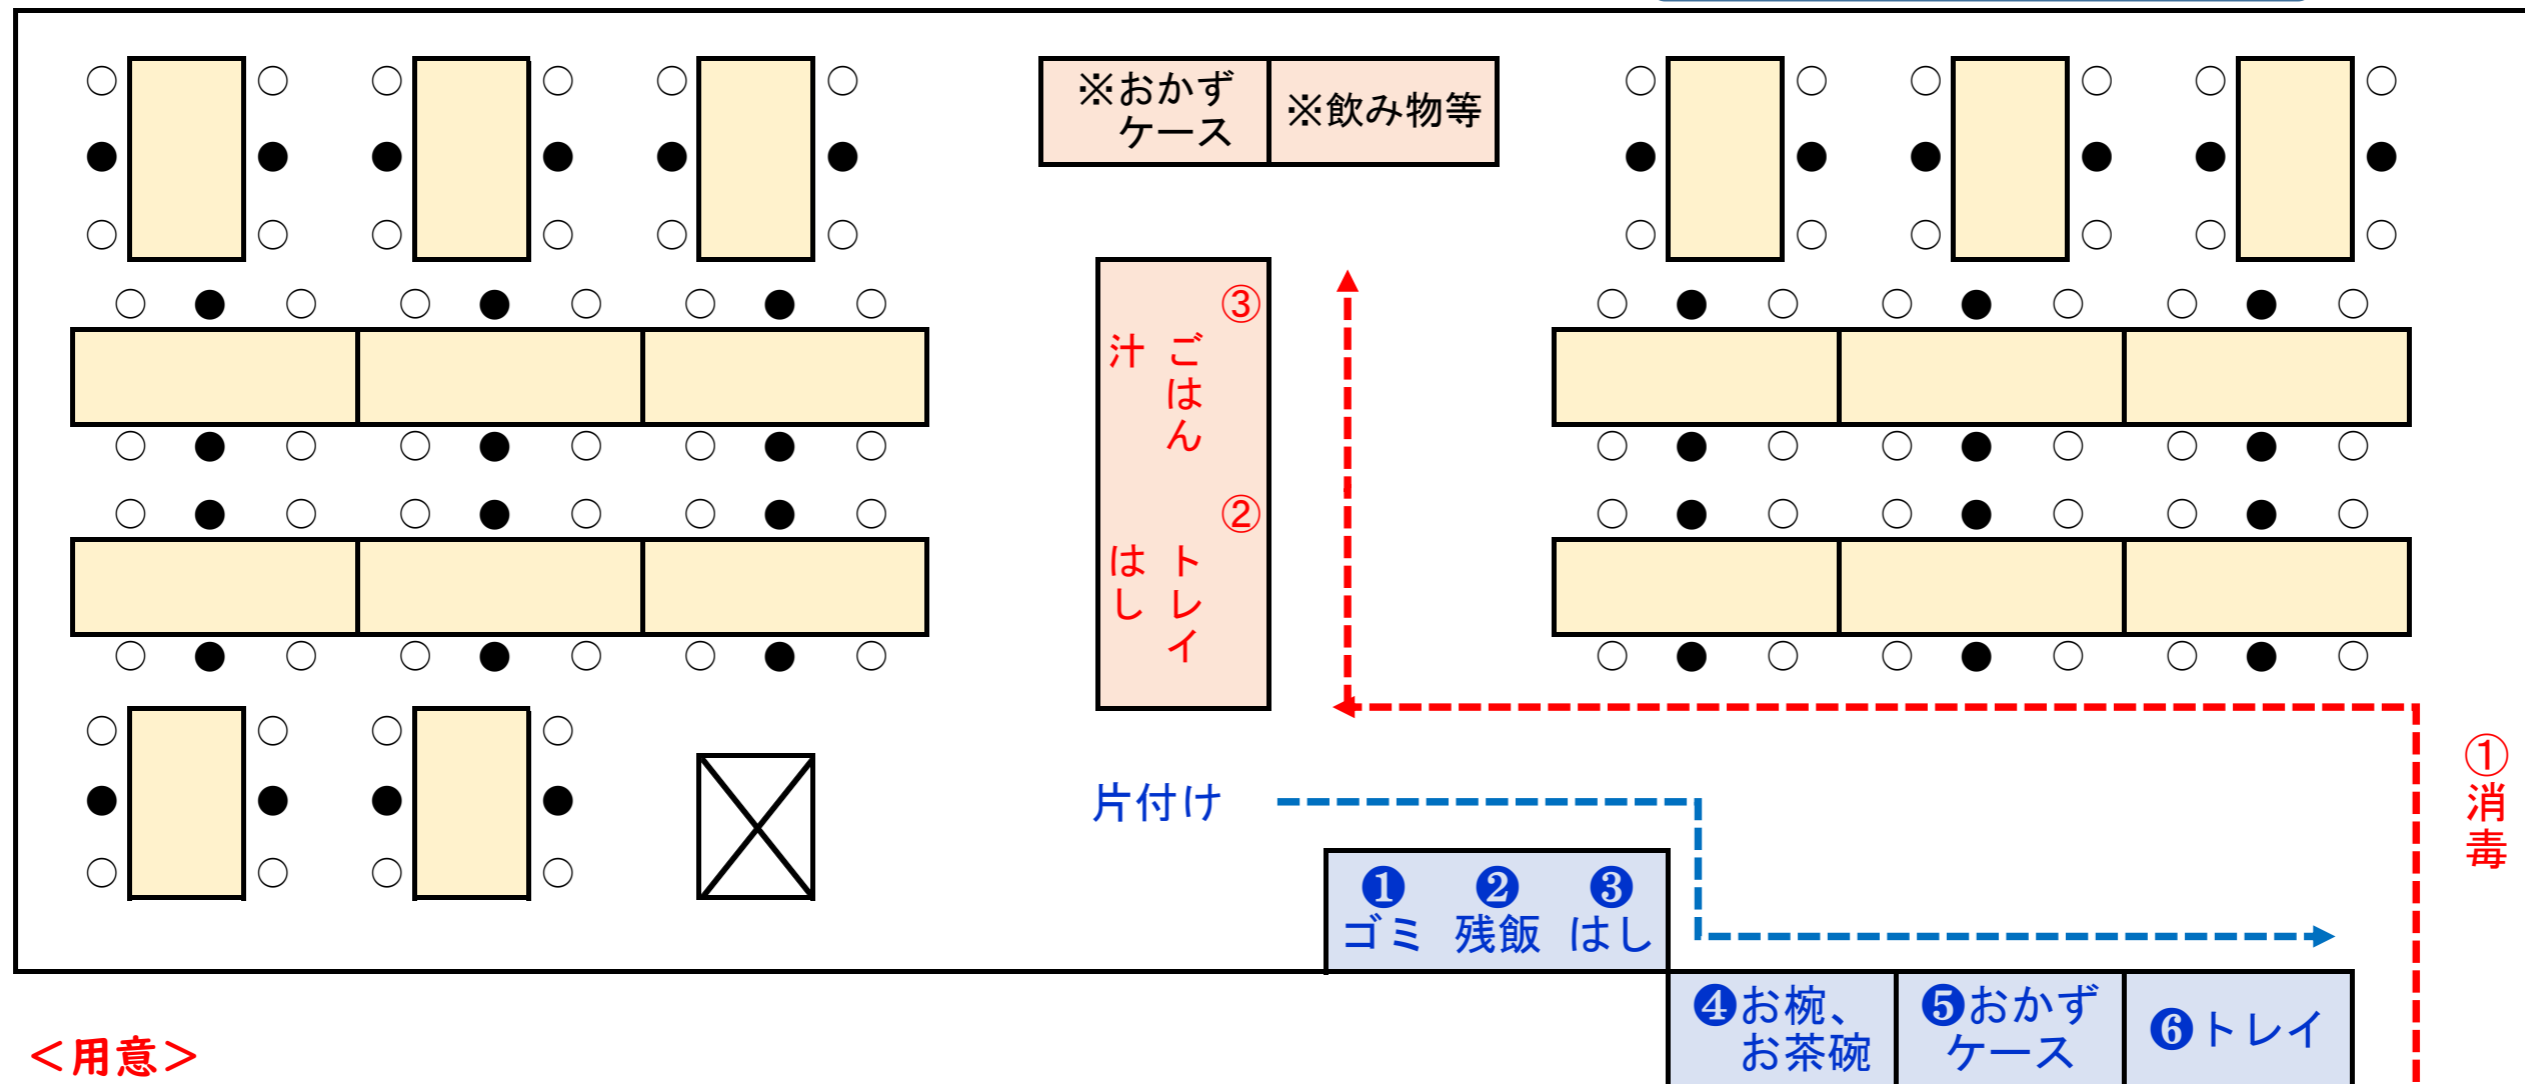 ※おかず
ケース
※飲み物等
③
ごはん
汁
②
トレイ
はし
①消毒
片付け
❶
ゴミ
❷
残飯
❸
はし
❹お椀、
お茶碗
❺おかず
ケース
❻トレイ
＜用意＞